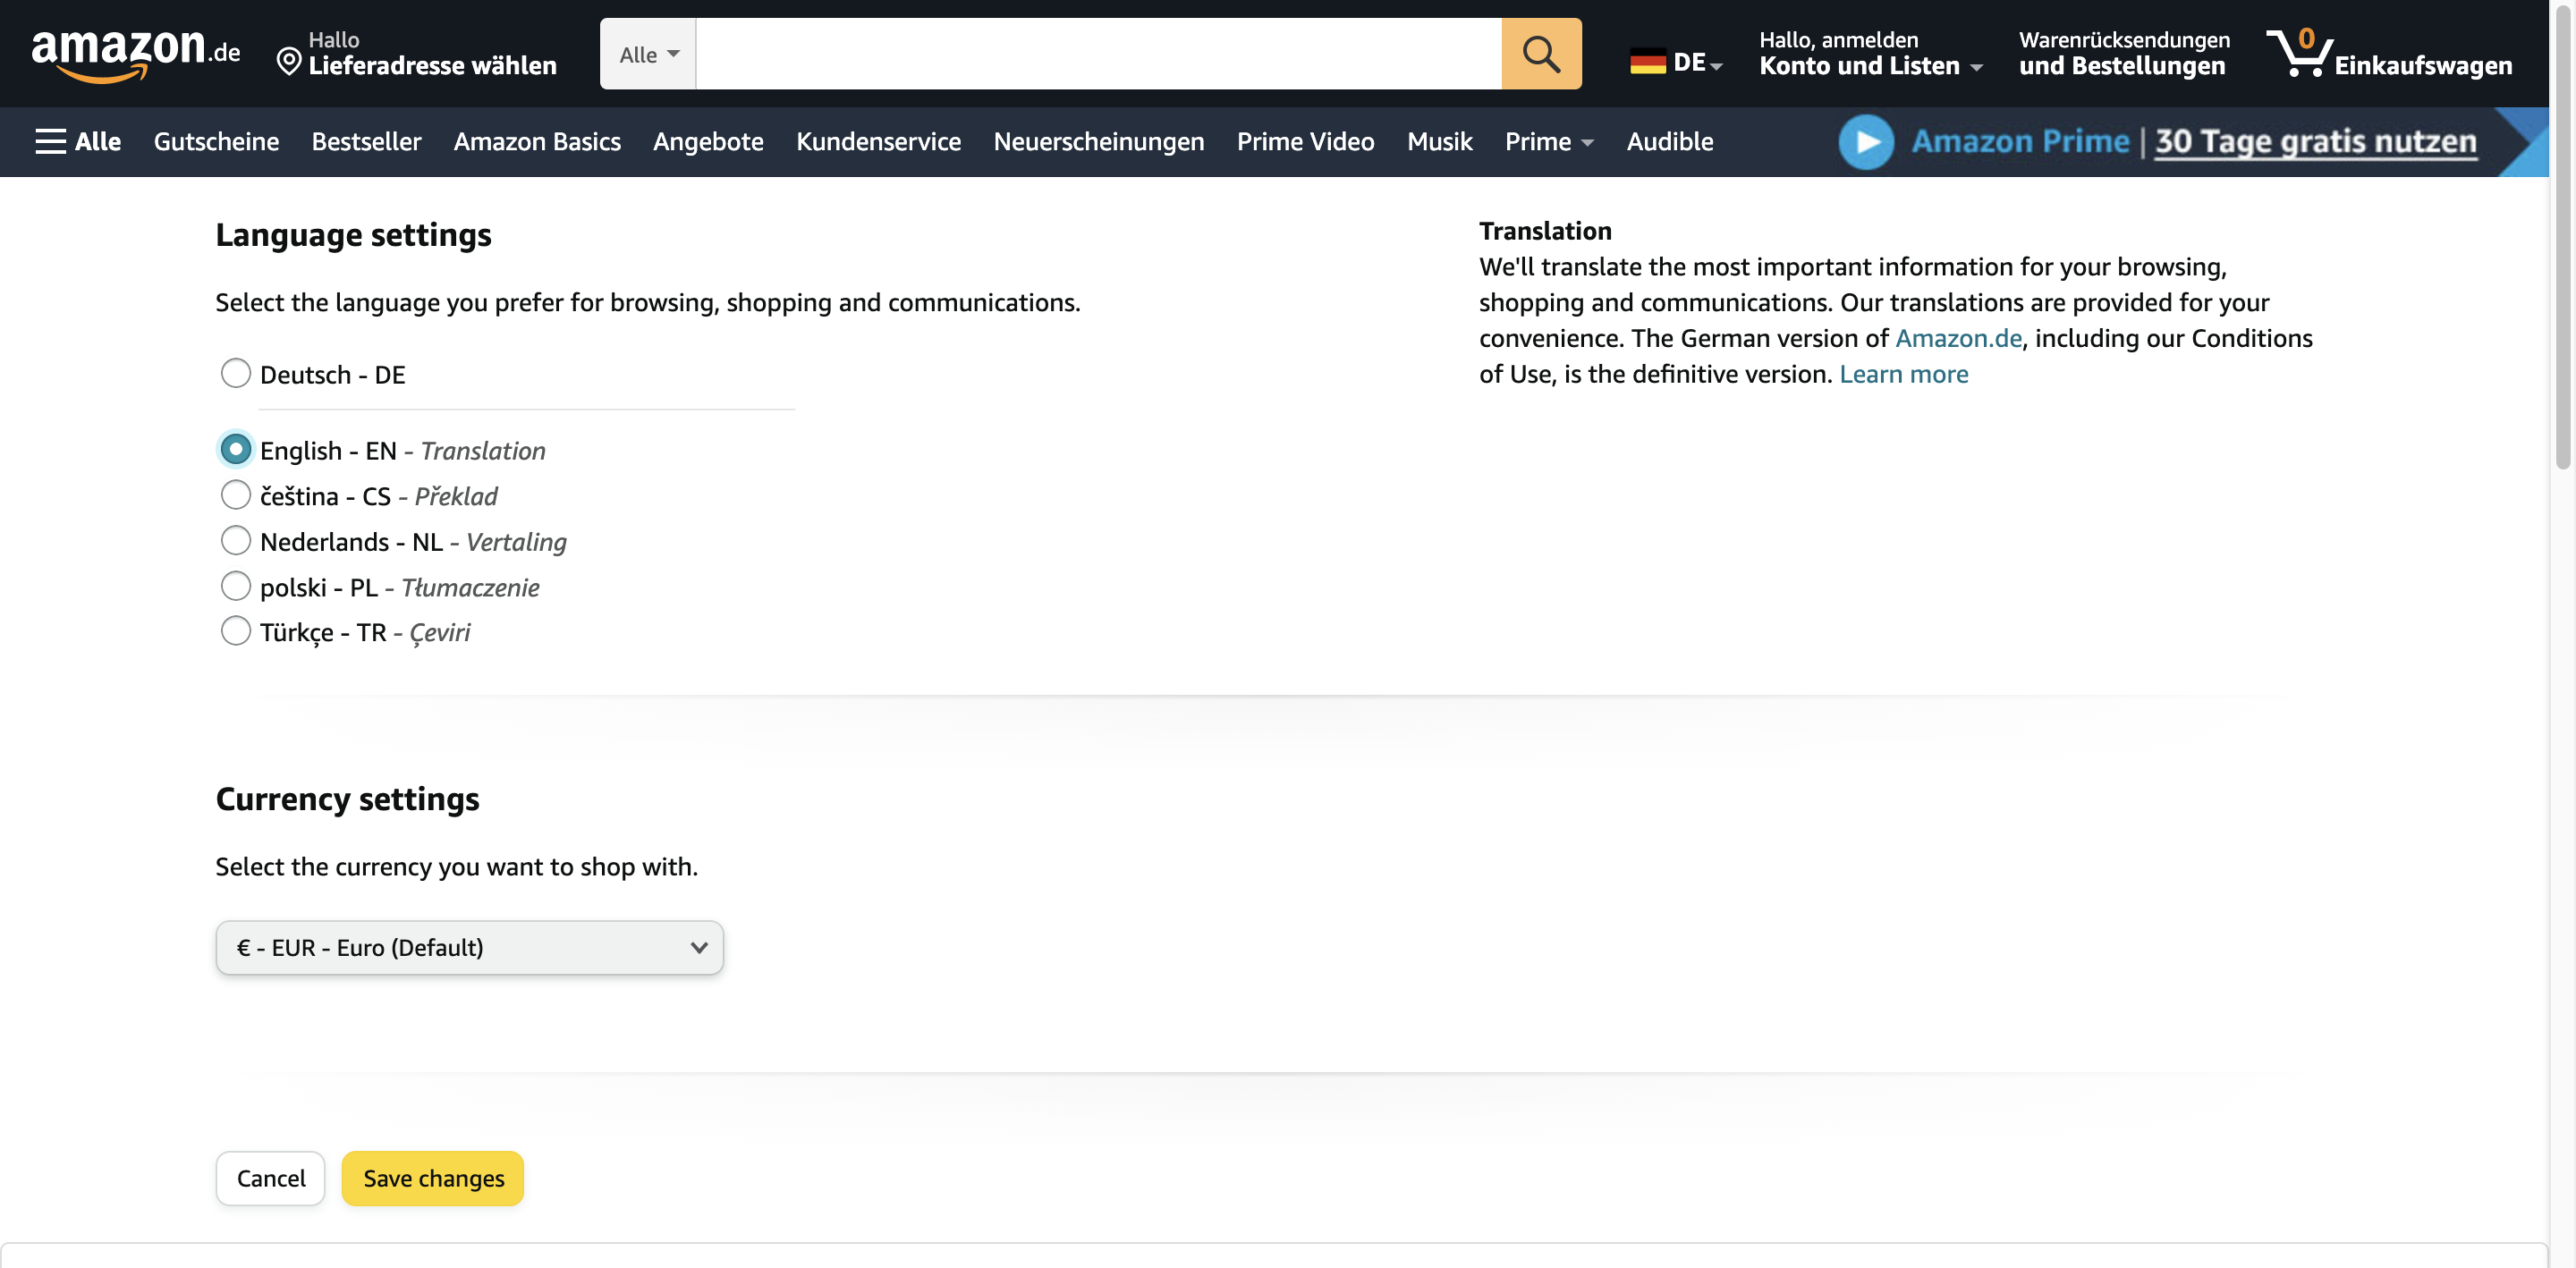 amazon.de
Hallo
Lieferadresse wählen
Alle
DE
Hallo, anmelden
Konto und Listen
Warenrücksendungen
und Bestellungen
0
Einkaufswagen
Alle
Gutscheine
Bestseller
Amazon Basics
Angebote
Kundenservice
Neuerscheinungen
Prime Video
Musik
Prime
Audible
Amazon Prime | 30 Tage gratis nutzen
Language settings
Select the language you prefer for browsing, shopping and communications.
Deutsch - DE
English - EN - Translation
čeština - CS - Překlad
Nederlands - NL - Vertaling
polski - PL - Tłumaczenie
Türkçe - TR - Çeviri
Translation
We'll translate the most important information for your browsing,
shopping and communications. Our translations are provided for your
convenience. The German version of Amazon.de, including our Conditions
of Use, is the definitive version. Learn more
Currency settings
Select the currency you want to shop with.
€ - EUR - Euro (Default)
Cancel
Save changes